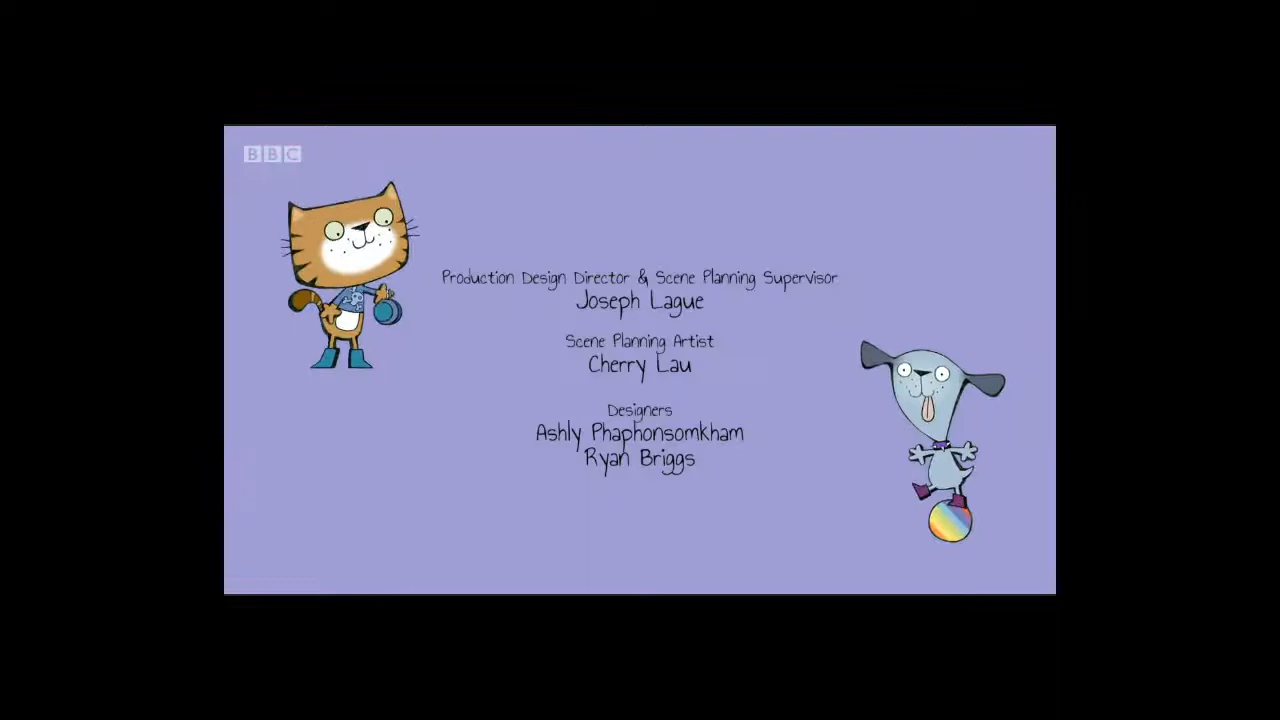 BBC
Production Design Director & Scene Planning Supervisor
Joseph Lague
Scene Planning Artist
Cherry Lau
Designers
Ashly Phaphonsomkham
Ryan Briggs